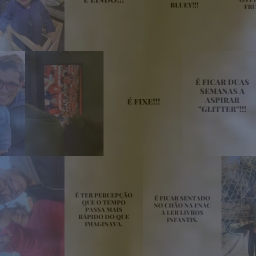 É LINDO...
BLUEY!!!
É FICAR DUAS
SEMANAS A
ASPIRAR
"GLITTER"!!!
É FIXE!!!
É TER PERCEPÇÃO
QUE O TEMPO
PASSA MAIS
RÁPIDO DO QUE
IMAGINAVA.
É FICAR SENTADO
NO CHÃO NA FNAC
A LER LIVROS
INFANTIS.